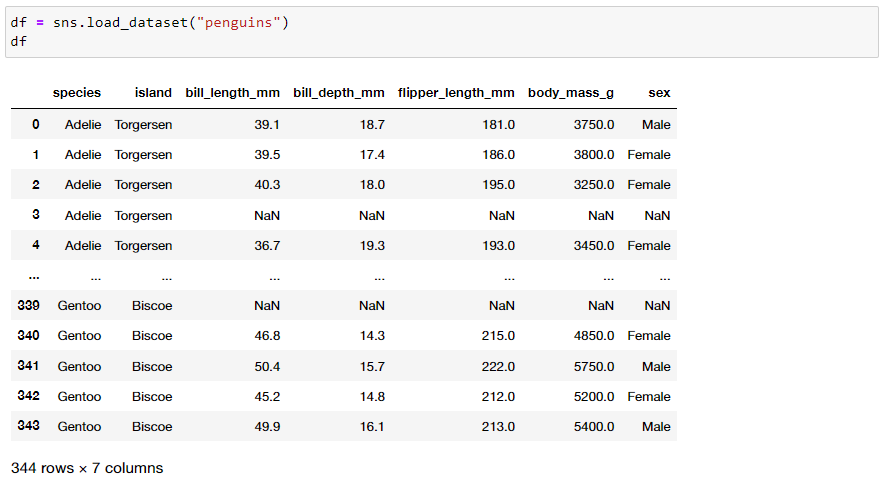 df = sns.load_dataset("penguins")
df
species island bill_length_mm bill_depth_mm flipper_length_mm body_mass_g sex
0 Adelie Torgersen 39.1 18.7 181.0 3750.0 Male
1 Adelie Torgersen 39.5 17.4 186.0 3800.0 Female
2 Adelie Torgersen 40.3 18.0 195.0 3250.0 Female
3 Adelie Torgersen NaN NaN NaN NaN NaN
4 Adelie Torgersen 36.7 19.3 193.0 3450.0 Female
... ... ... ... ... ... ... ...
339 Gentoo Biscoe NaN NaN NaN NaN NaN
340 Gentoo Biscoe 46.8 14.3 215.0 4850.0 Female
341 Gentoo Biscoe 50.4 15.7 222.0 5750.0 Male
342 Gentoo Biscoe 45.2 14.8 212.0 5200.0 Female
343 Gentoo Biscoe 49.9 16.1 213.0 5400.0 Male
344 rows × 7 columns